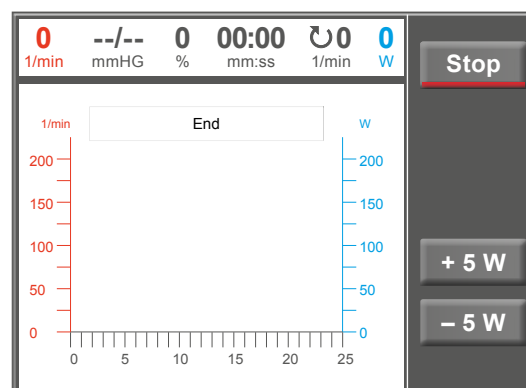 0 --/-- 0 00:00 ↻0 0
1/min mmHG % mm:ss 1/min W
Stop
End
1/min W
200 200
150 150
100 100
50 50
0 0
0 5 10 15 20 25
+ 5 W
– 5 W